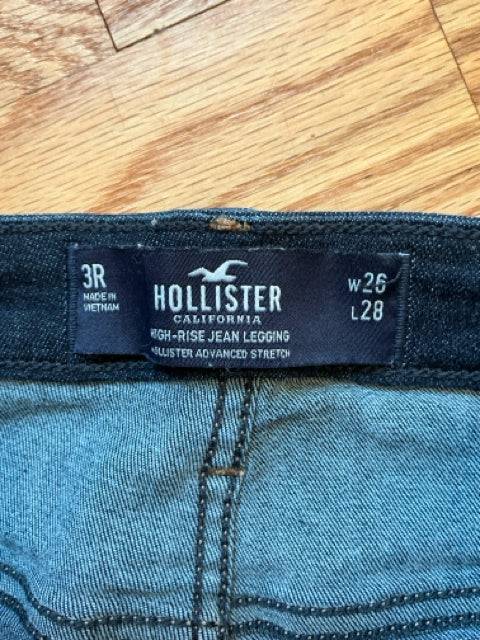 3R
MADE IN
VIETNAM
HOLLISTER
CALIFORNIA
HIGH-RISE JEAN LEGGING
HOLLISTER ADVANCED STRETCH
W26
L28